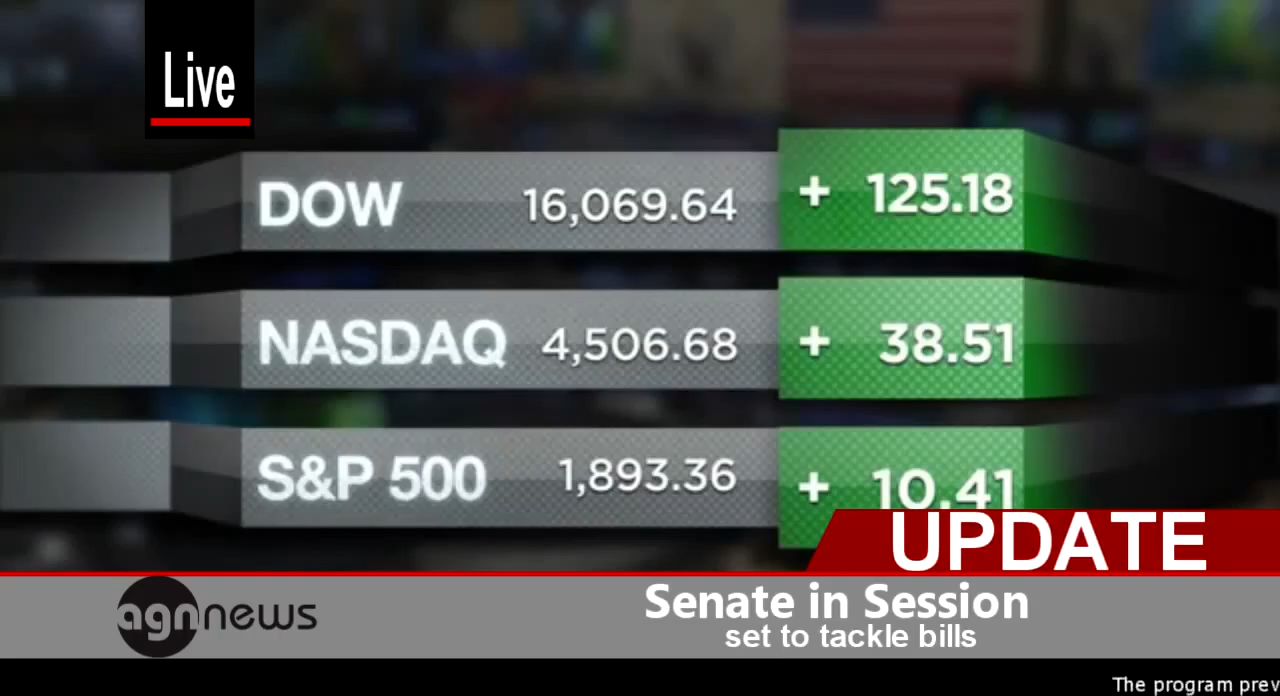 Live
DOW 16,069.64 + 125.18
NASDAQ 4,506.68 + 38.51
S&P 500 1,893.36 + 10.41
UPDATE
agnnews
Senate in Session
set to tackle bills
The program prev